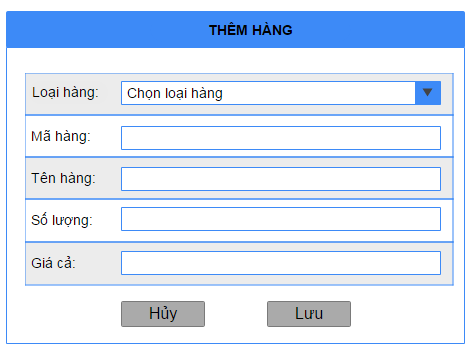 THÊM HÀNG
Loại hàng: Chọn loại hàng
Mã hàng:
Tên hàng:
Số lượng:
Giá cả:
Hủy Lưu